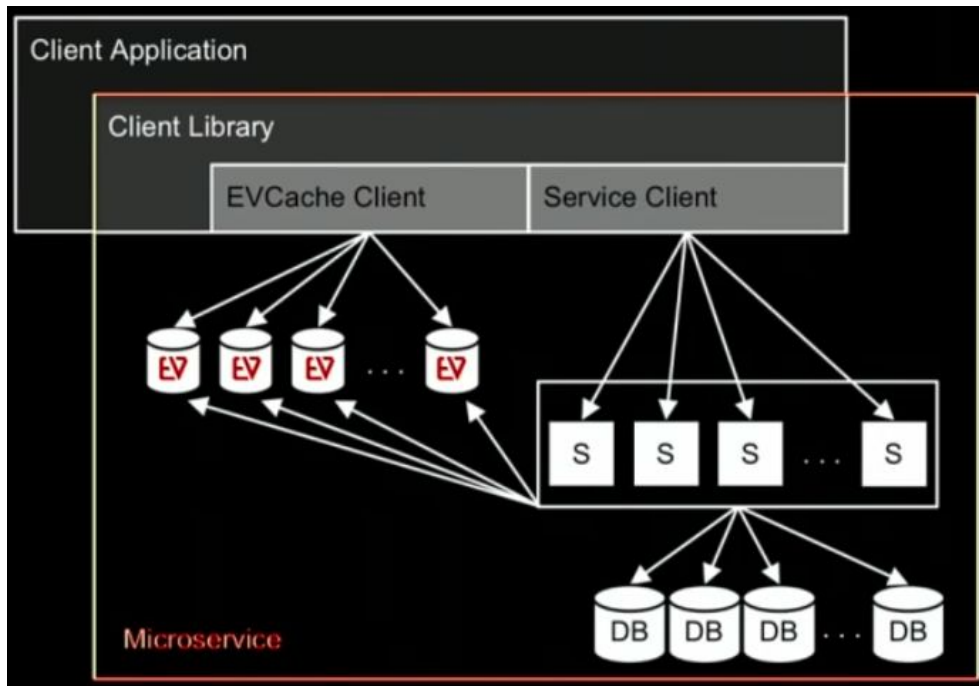 Client Application
Client Library
EVCache Client
Service Client
EV EV EV ... EV
S S S ... S
DB DB DB ... DB
Microservice